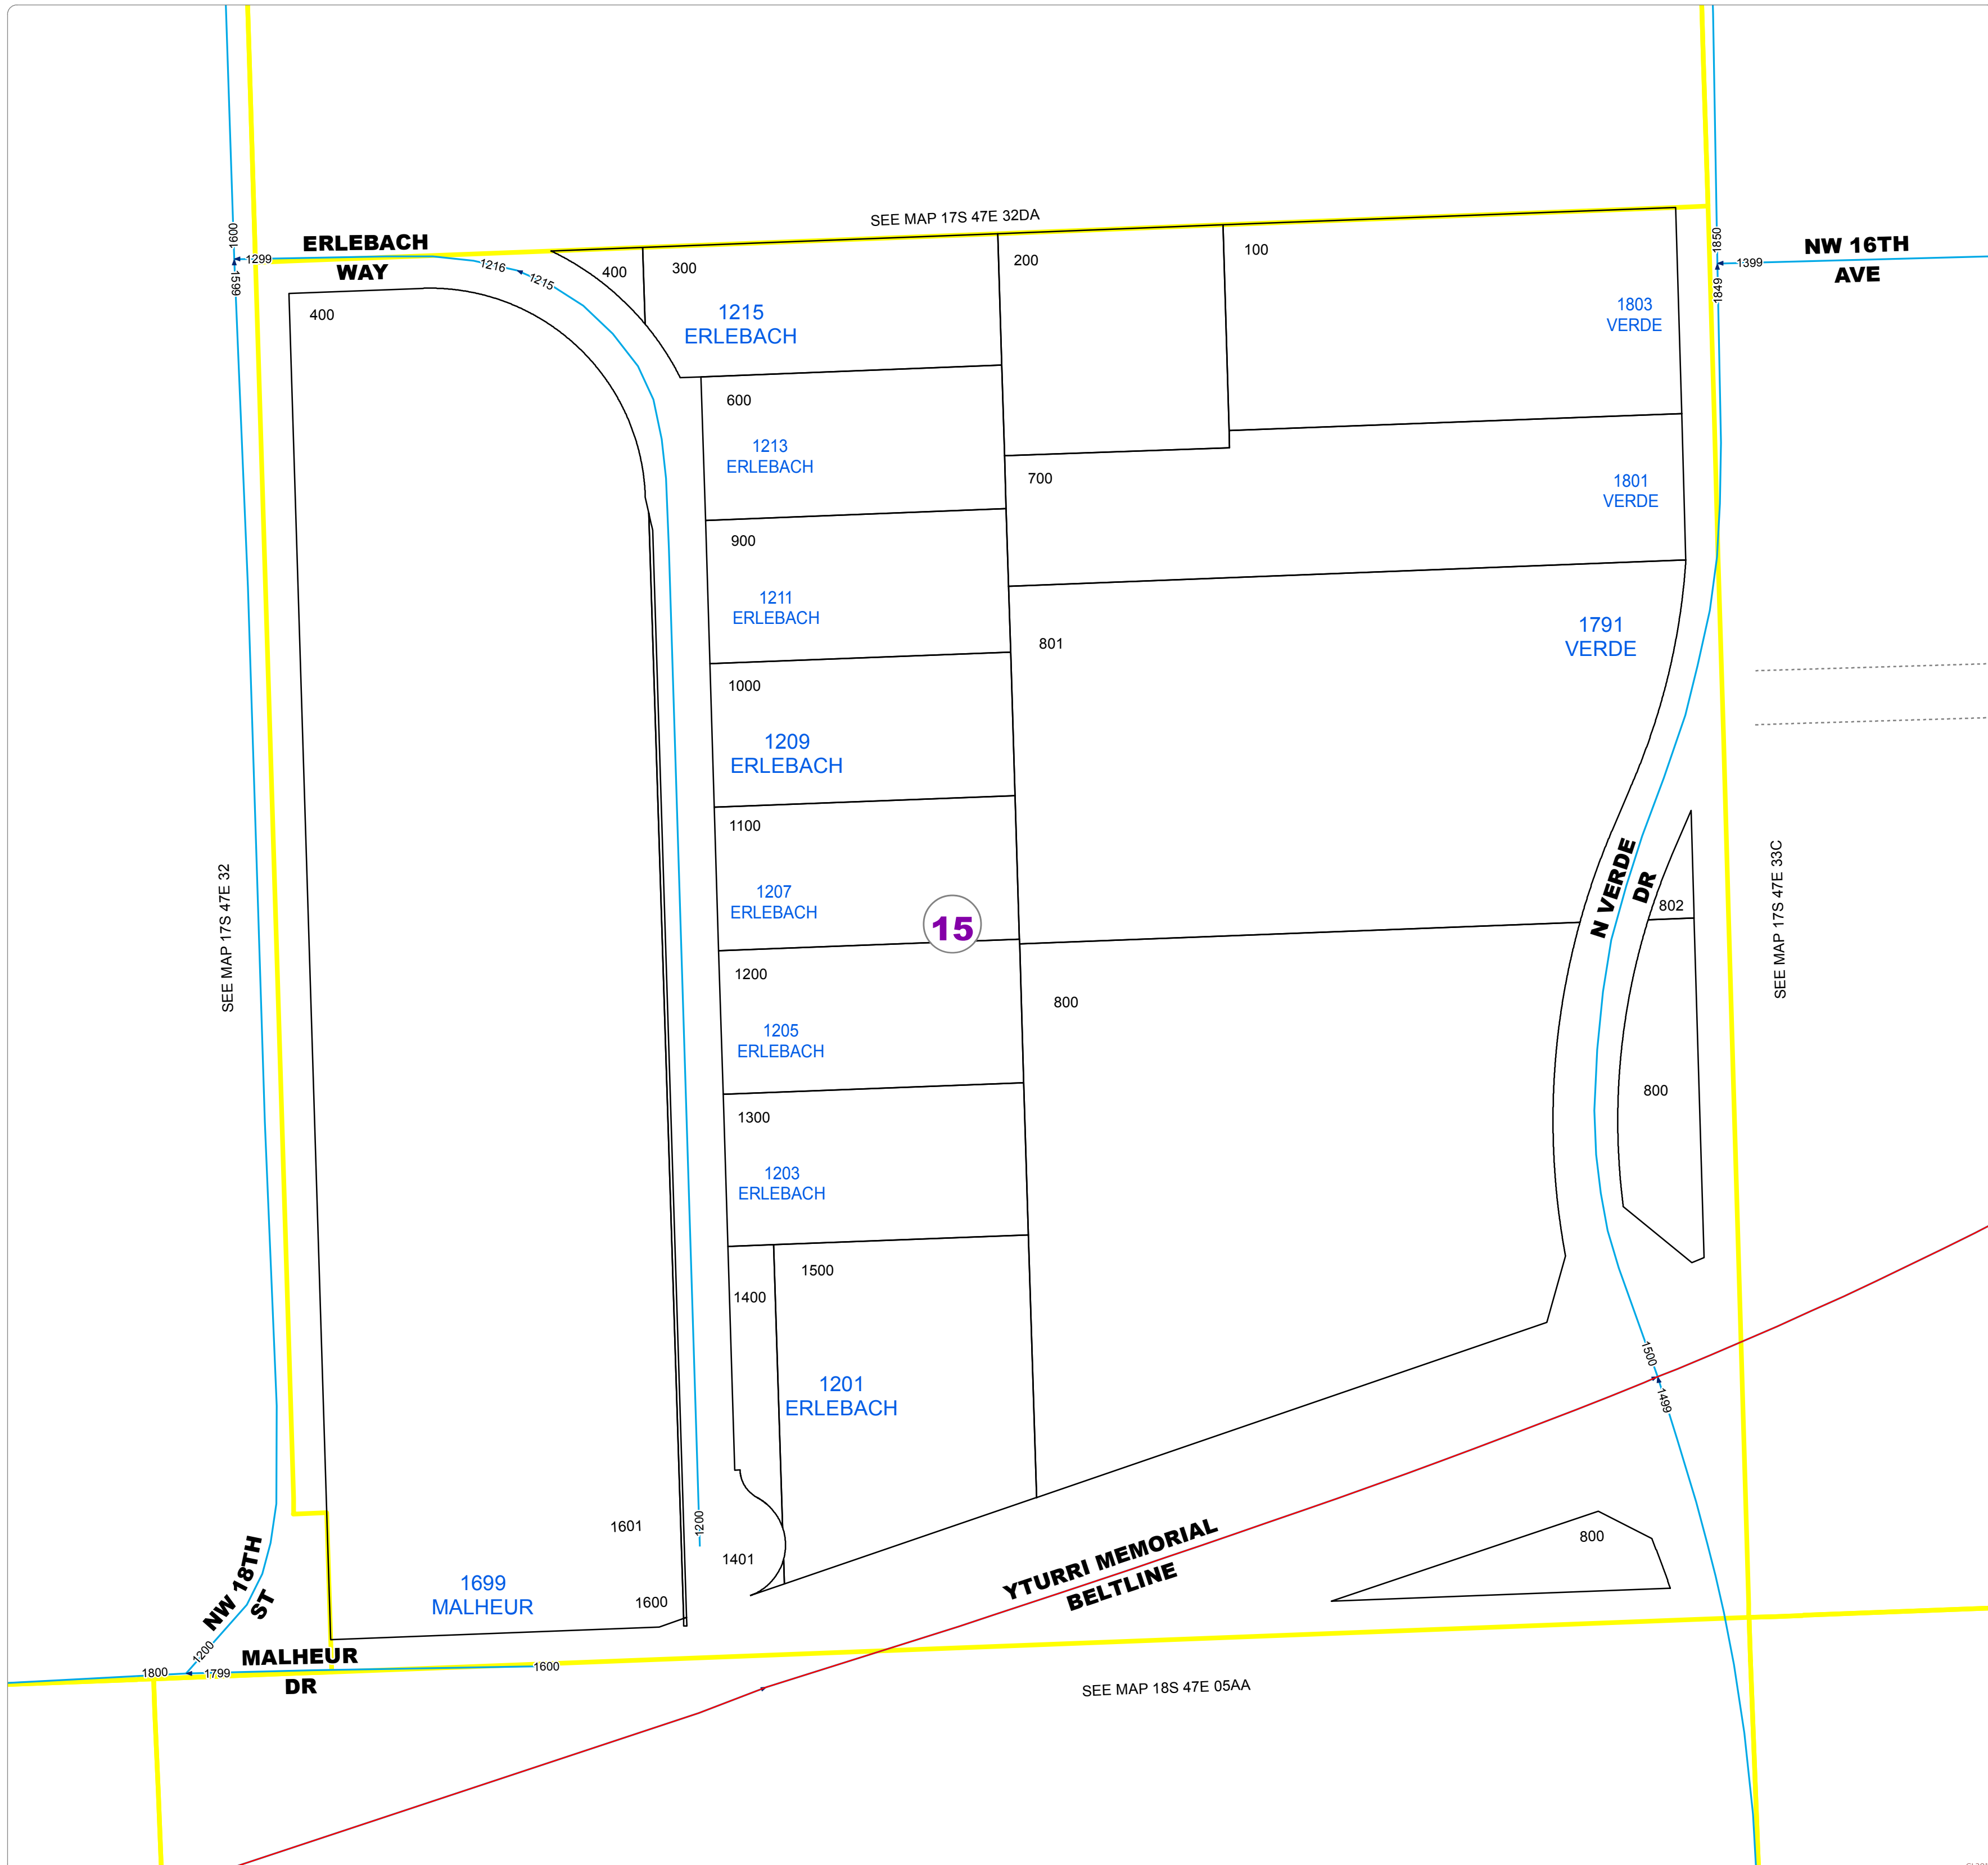 SEE MAP 17S 47E 32DA
ERLEBACH
WAY
1600
1299
1599
1216
1215
400
400
300
1215
ERLEBACH
200
100
1803
VERDE
1850
1399
1849
NW 16TH
AVE
600
1213
ERLEBACH
700
1801
VERDE
900
1211
ERLEBACH
801
1791
VERDE
1000
1209
ERLEBACH
1100
1207
ERLEBACH
15
N VERDE
DR
802
SEE MAP 17S 47E 32
SEE MAP 17S 47E 33C
1200
1205
ERLEBACH
800
800
1300
1203
ERLEBACH
1400
1500
1201
ERLEBACH
1500
1499
1601
1200
1401
1699
MALHEUR
1600
YTURRI MEMORIAL
BELTLINE
800
NW 18TH
ST
1200
MALHEUR
DR
1800
1799
1600
SEE MAP 18S 47E 05AA